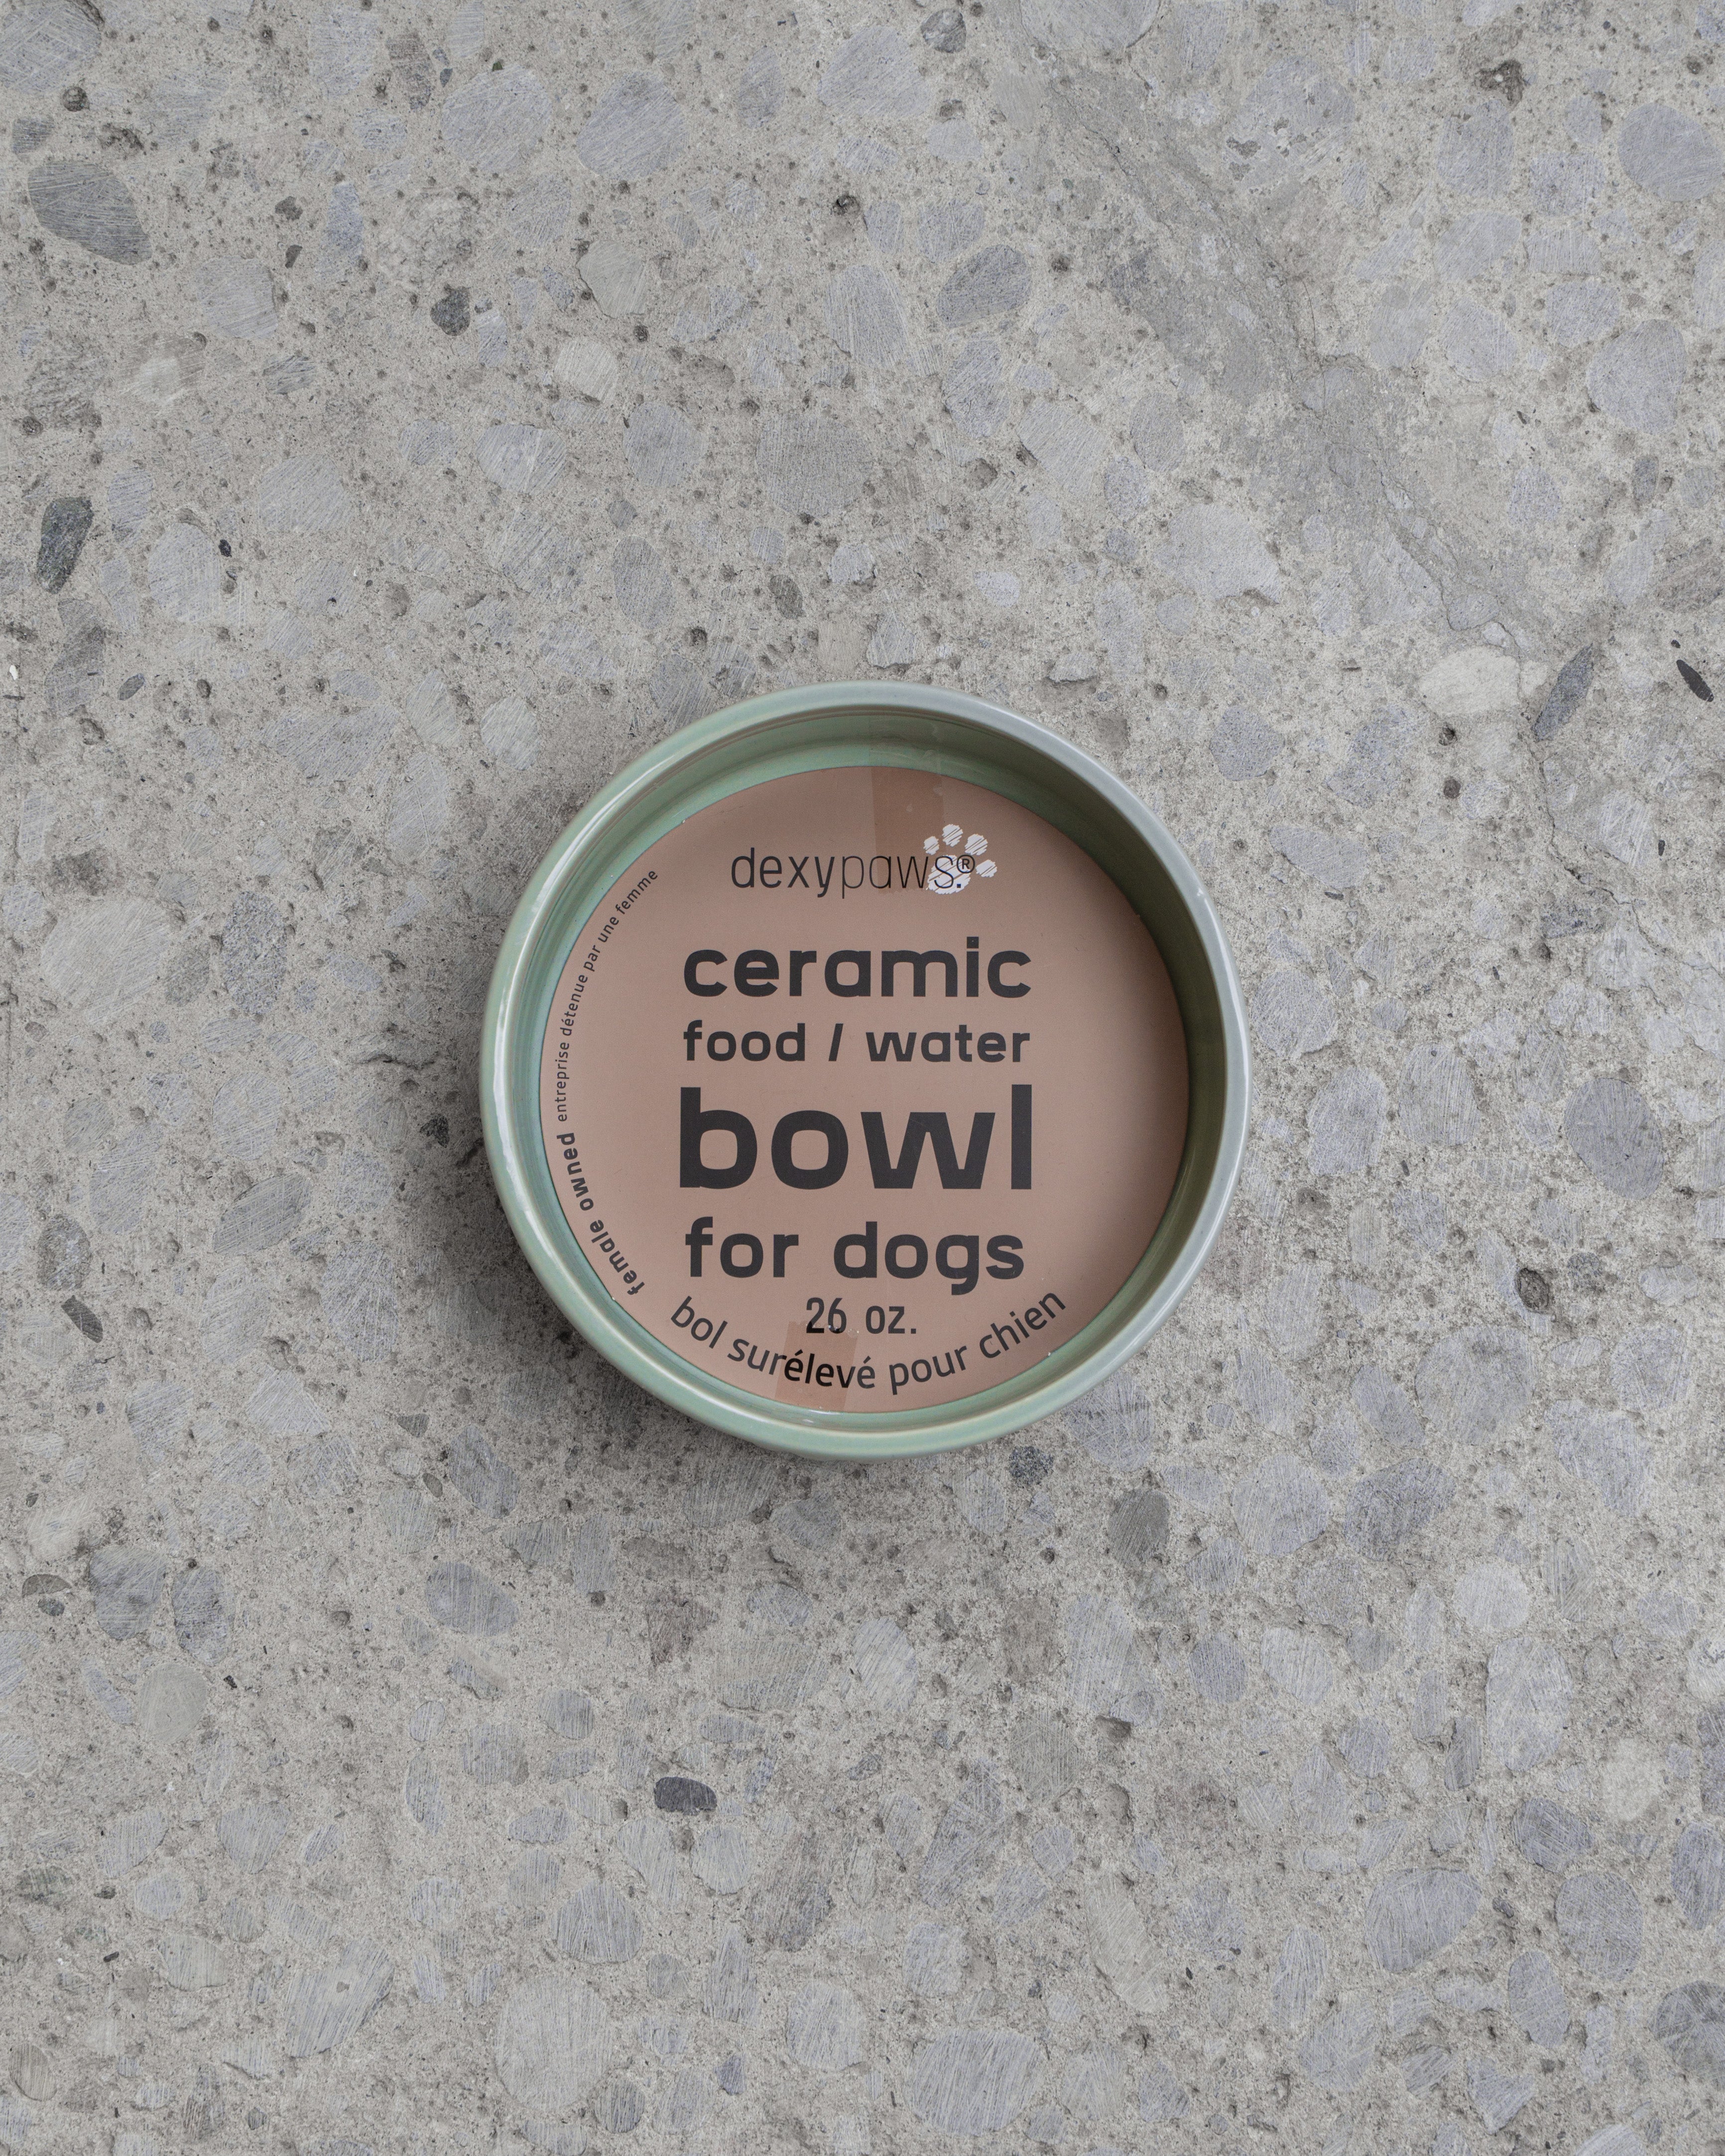 dexypaws.®
ceramic
food / water
bowl
for dogs
26 oz.
bol surélevé pour chien
female owned entreprise détenue par une femme